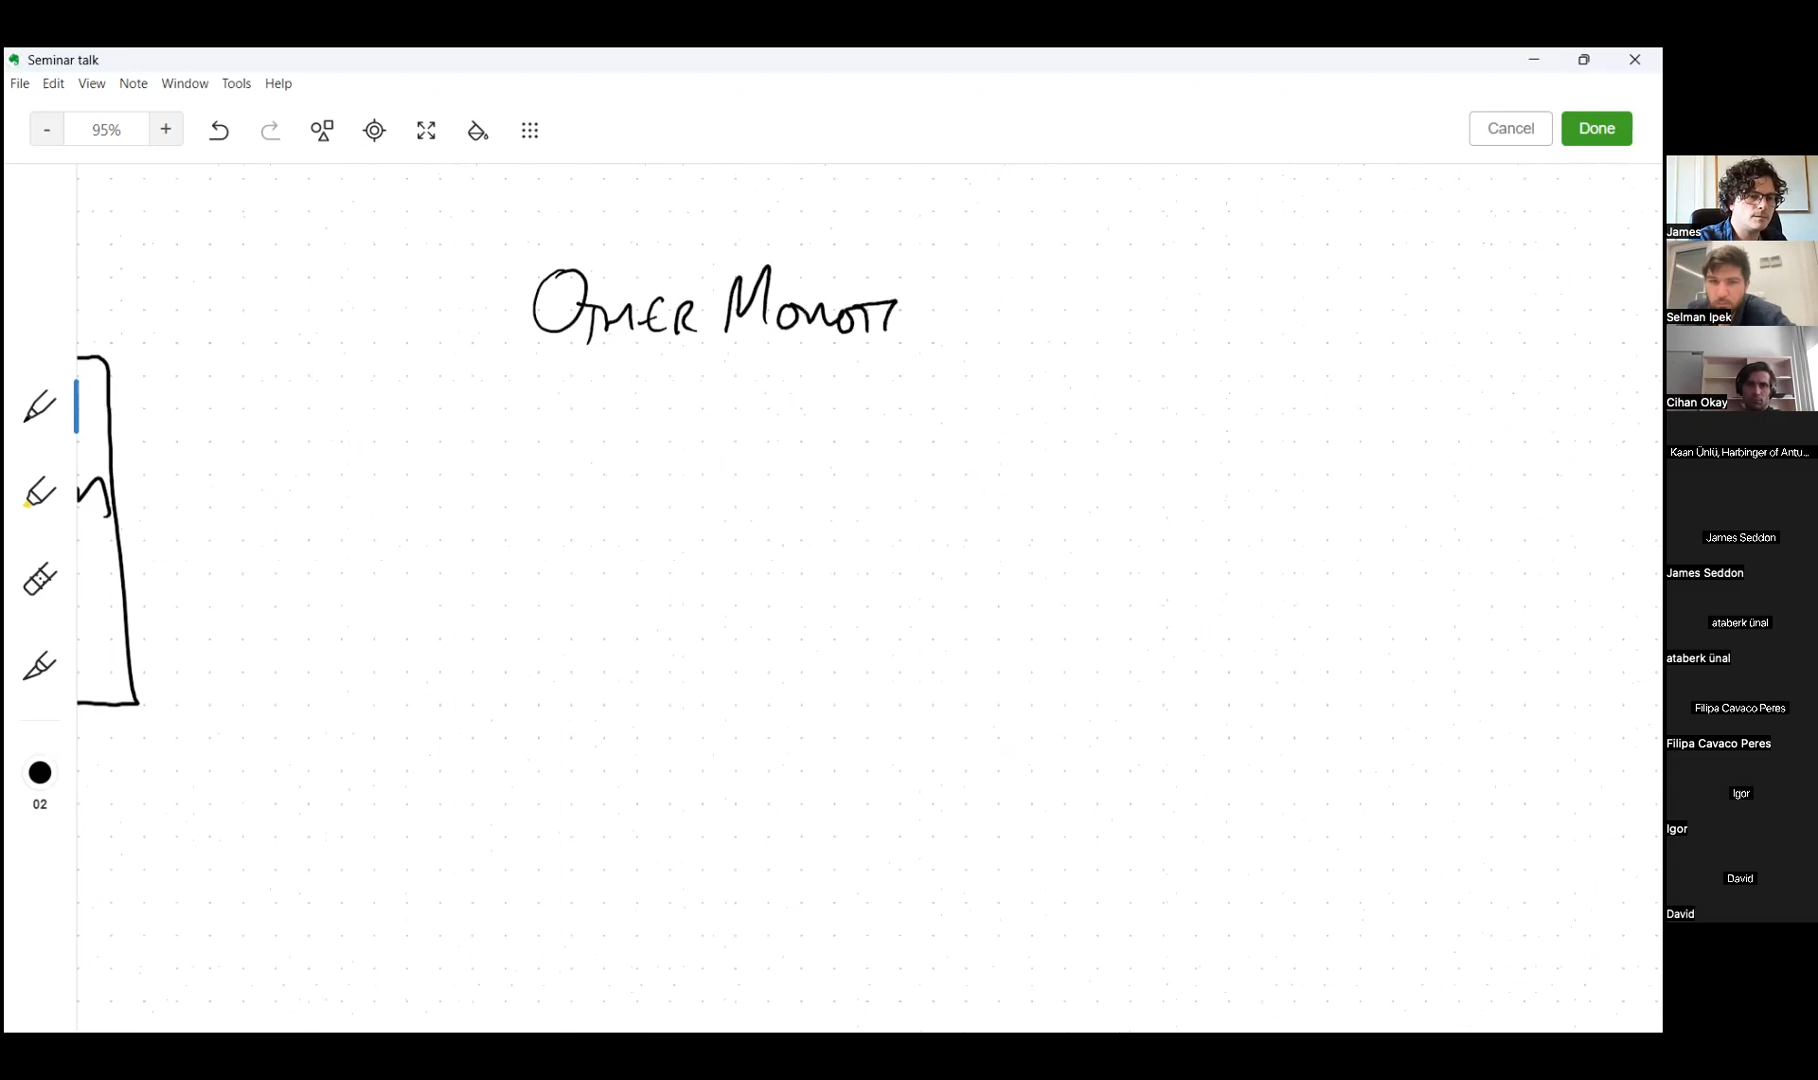 Seminar talk
File Edit View Note Window Tools Help
- 95% +
Cancel Done
OTHER
n
02
James
Selman Ipek
Cihan Okay
Kaan Ünlü, Harbinger of Antu...
James Seddon
James Seddon
ataberk ünal
ataberk ünal
Filipa Cavaco Peres
Filipa Cavaco Peres
Igor
Igor
David
David